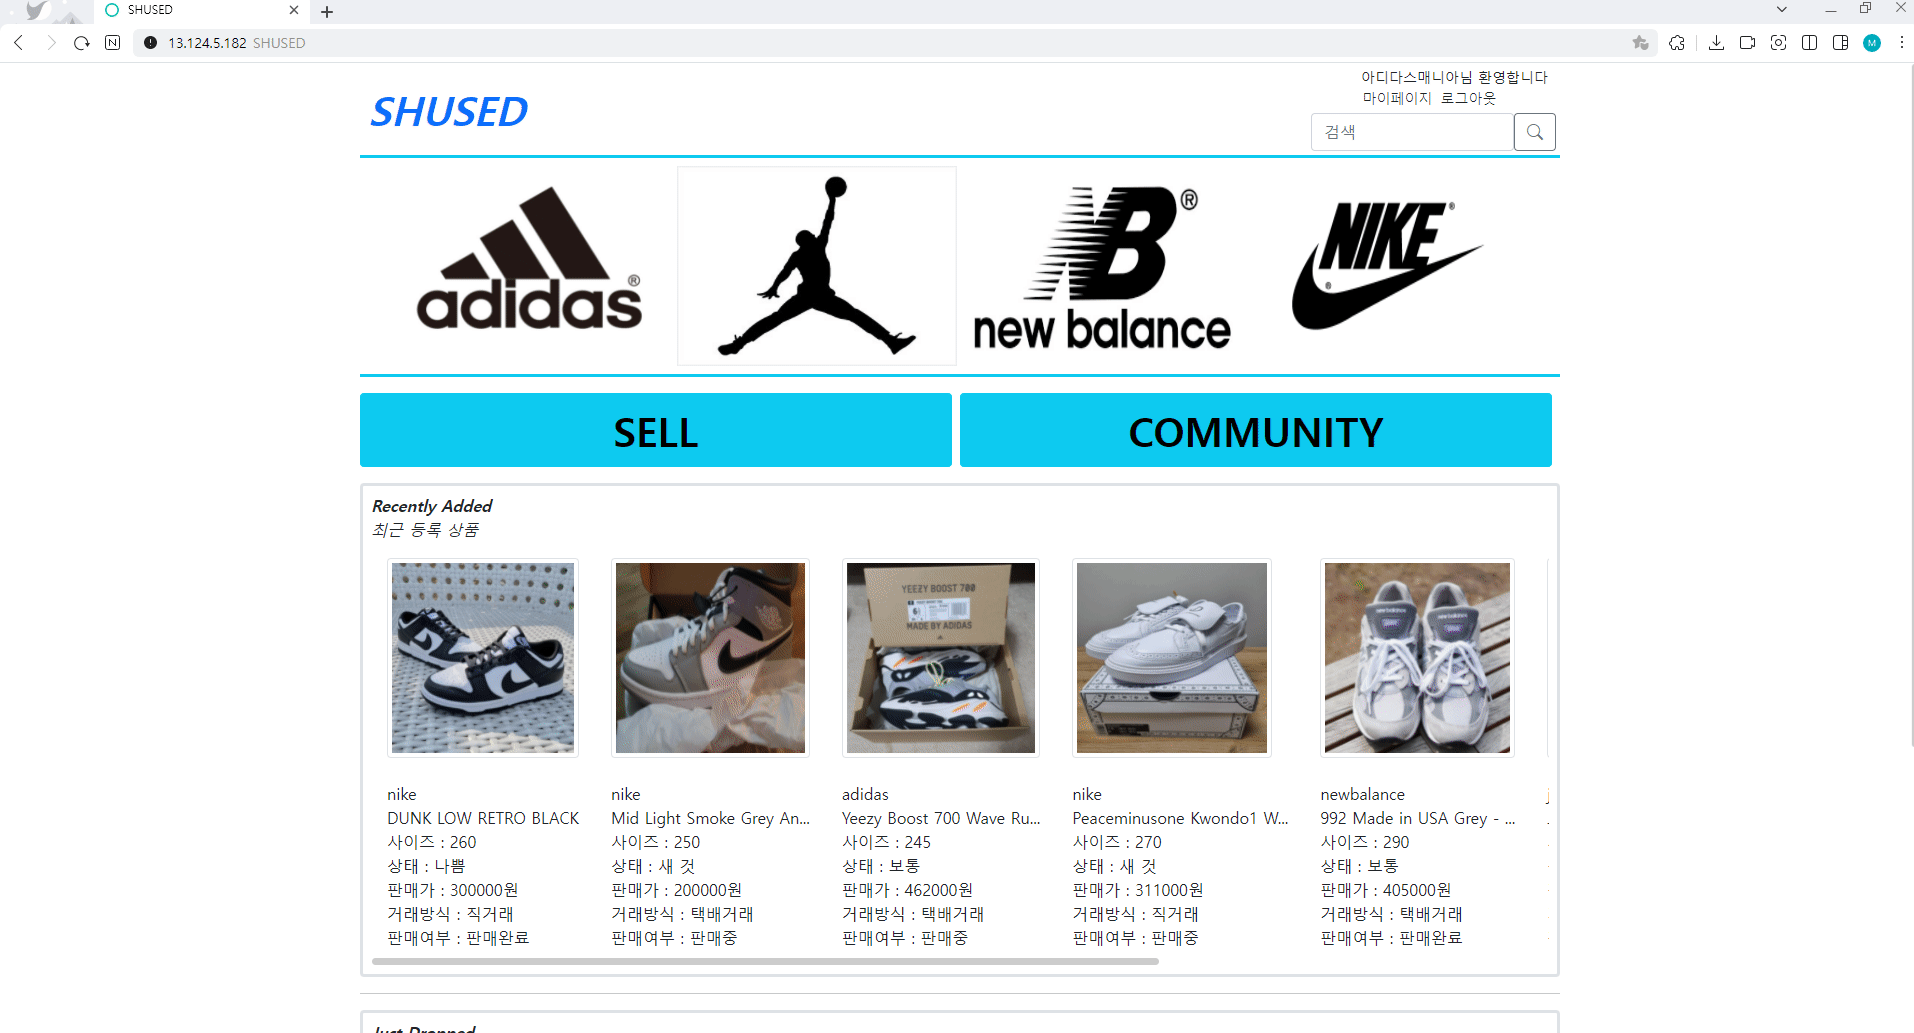 SHUSED
13.124.5.182 SHUSED
M
아디다스매니아님 환영합니다
마이페이지 로그아웃
SHUSED
검색
adidas®
new balance
NB®
NIKE®
SELL
COMMUNITY
Recently Added
최근 등록 상품
YEEZY BOOST 700
MADE BY ADIDAS
new balance
nike
DUNK LOW RETRO BLACK
사이즈 : 260
상태 : 나쁨
판매가 : 300000원
거래방식 : 직거래
판매여부 : 판매완료
nike
Mid Light Smoke Grey An...
사이즈 : 250
상태 : 새 것
판매가 : 200000원
거래방식 : 택배거래
판매여부 : 판매중
adidas
Yeezy Boost 700 Wave Ru...
사이즈 : 245
상태 : 보통
판매가 : 462000원
거래방식 : 택배거래
판매여부 : 판매중
nike
Peaceminusone Kwondo1 W...
사이즈 : 270
상태 : 새 것
판매가 : 311000원
거래방식 : 직거래
판매여부 : 판매중
newbalance
992 Made in USA Grey - ...
사이즈 : 290
상태 : 보통
판매가 : 405000원
거래방식 : 택배거래
판매여부 : 판매완료
Just Dropped